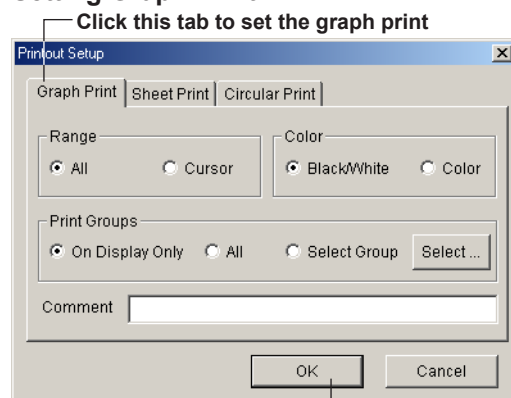 Click this tab to set the graph print
Printout Setup
Graph Print Sheet Print Circular Print
Range Color
All Cursor Black/White Color
Print Groups
On Display Only All Select Group Select ...
Comment
OK Cancel